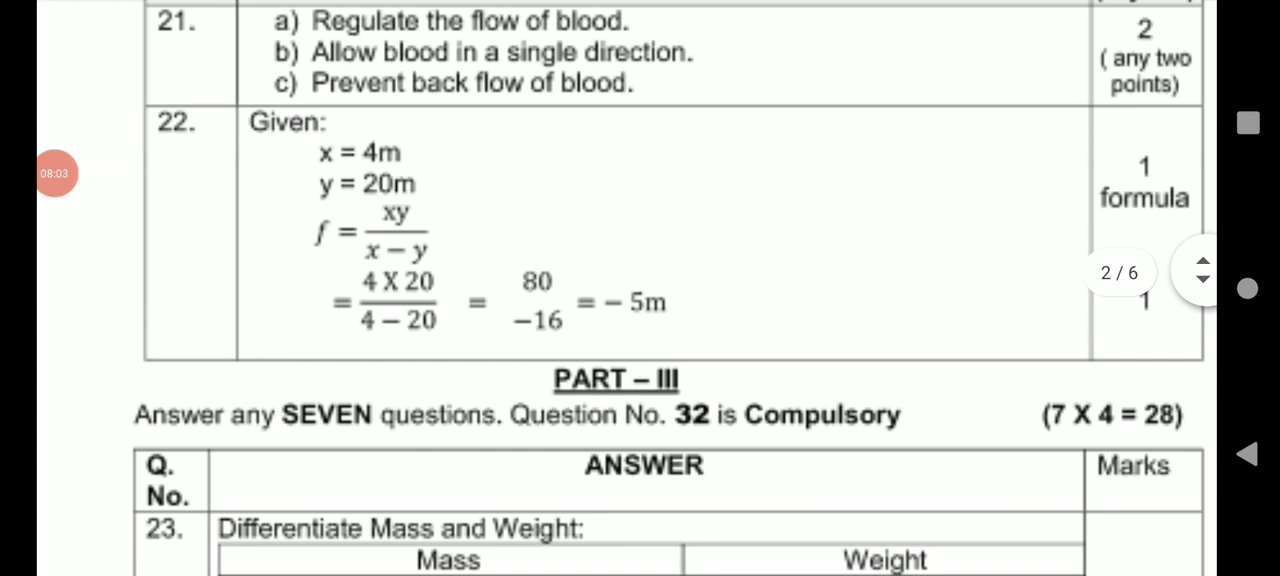 21.
a) Regulate the flow of blood.
b) Allow blood in a single direction.
c) Prevent back flow of blood.
2
( any two
points)
22.
Given:
x = 4m
y = 20m
f = xy / x − y
= 4 X 20 / 4 − 20 = 80 / −16 = − 5m
1
formula
1
08:03
2 / 6
PART – III
Answer any SEVEN questions. Question No. 32 is Compulsory (7 X 4 = 28)
Q. No.
ANSWER
Marks
23.
Differentiate Mass and Weight:
Mass
Weight